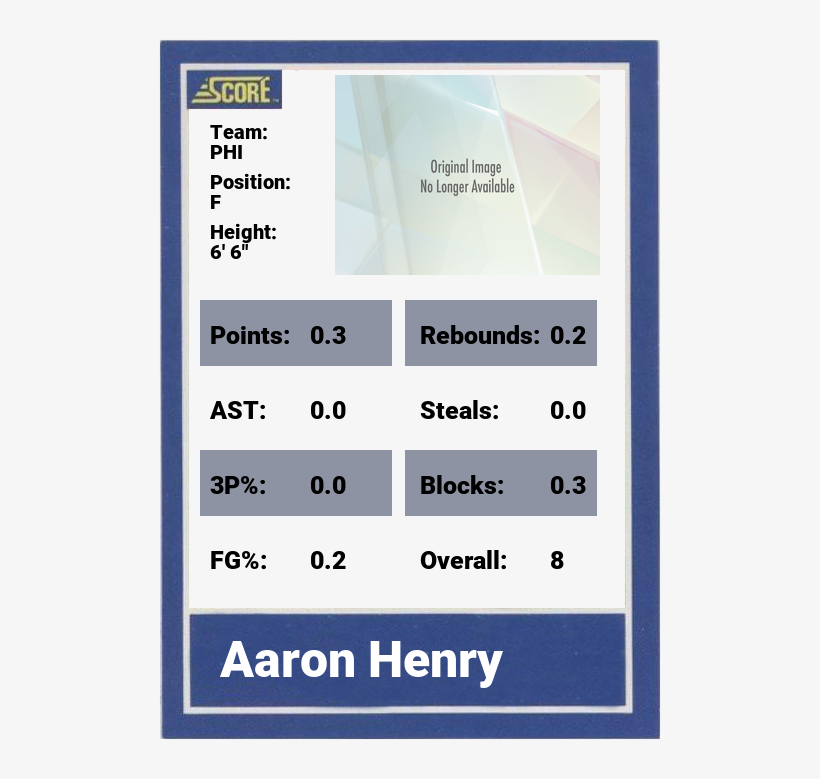 SCORE
Team:
PHI
Position:
F
Height:
6' 6"
Original Image
No Longer Available
Points: 0.3 Rebounds: 0.2
AST: 0.0 Steals: 0.0
3P%: 0.0 Blocks: 0.3
FG%: 0.2 Overall: 8
Aaron Henry